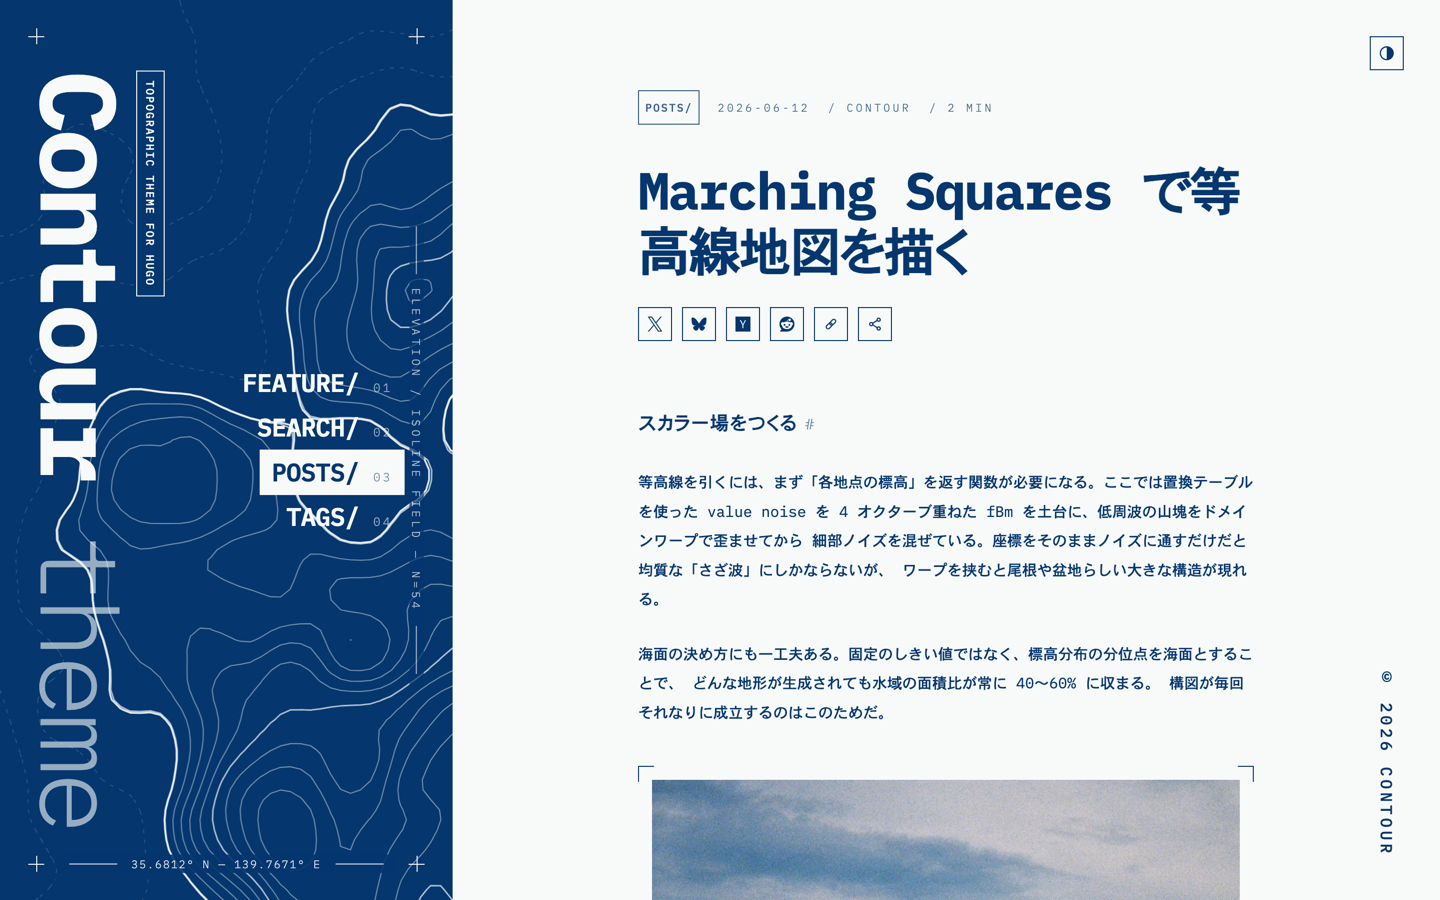 Contour theme
TOPOGRAPHIC THEME FOR HUGO
FEATURE/ 01
SEARCH/ 02
POSTS/ 03
TAGS/ 04
ELEVATION / ISOLINE FIELD — N=54
35.6812° N — 139.7671° E
POSTS/ 2026-06-12 / CONTOUR / 2 MIN
Marching Squares で等
高線地図を描く
Y
スカラー場をつくる #
等高線を引くには、まず「各地点の標高」を返す関数が必要になる。ここでは置換テーブル
を使った value noise を 4 オクターブ重ねた fBm を土台に、低周波の山塊をドメイ
ンワープで歪ませてから 細部ノイズを混ぜている。座標をそのままノイズに通すだけだと
均質な「さざ波」にしかならないが、 ワープを挟むと尾根や盆地らしい大きな構造が現れ
る。
海面の決め方にも一工夫ある。固定のしきい値ではなく、標高分布の分位点を海面とするこ
とで、 どんな地形が生成されても水域の面積比が常に 40〜60% に収まる。 構図が毎回
それなりに成立するのはこのためだ。
© 2026 CONTOUR